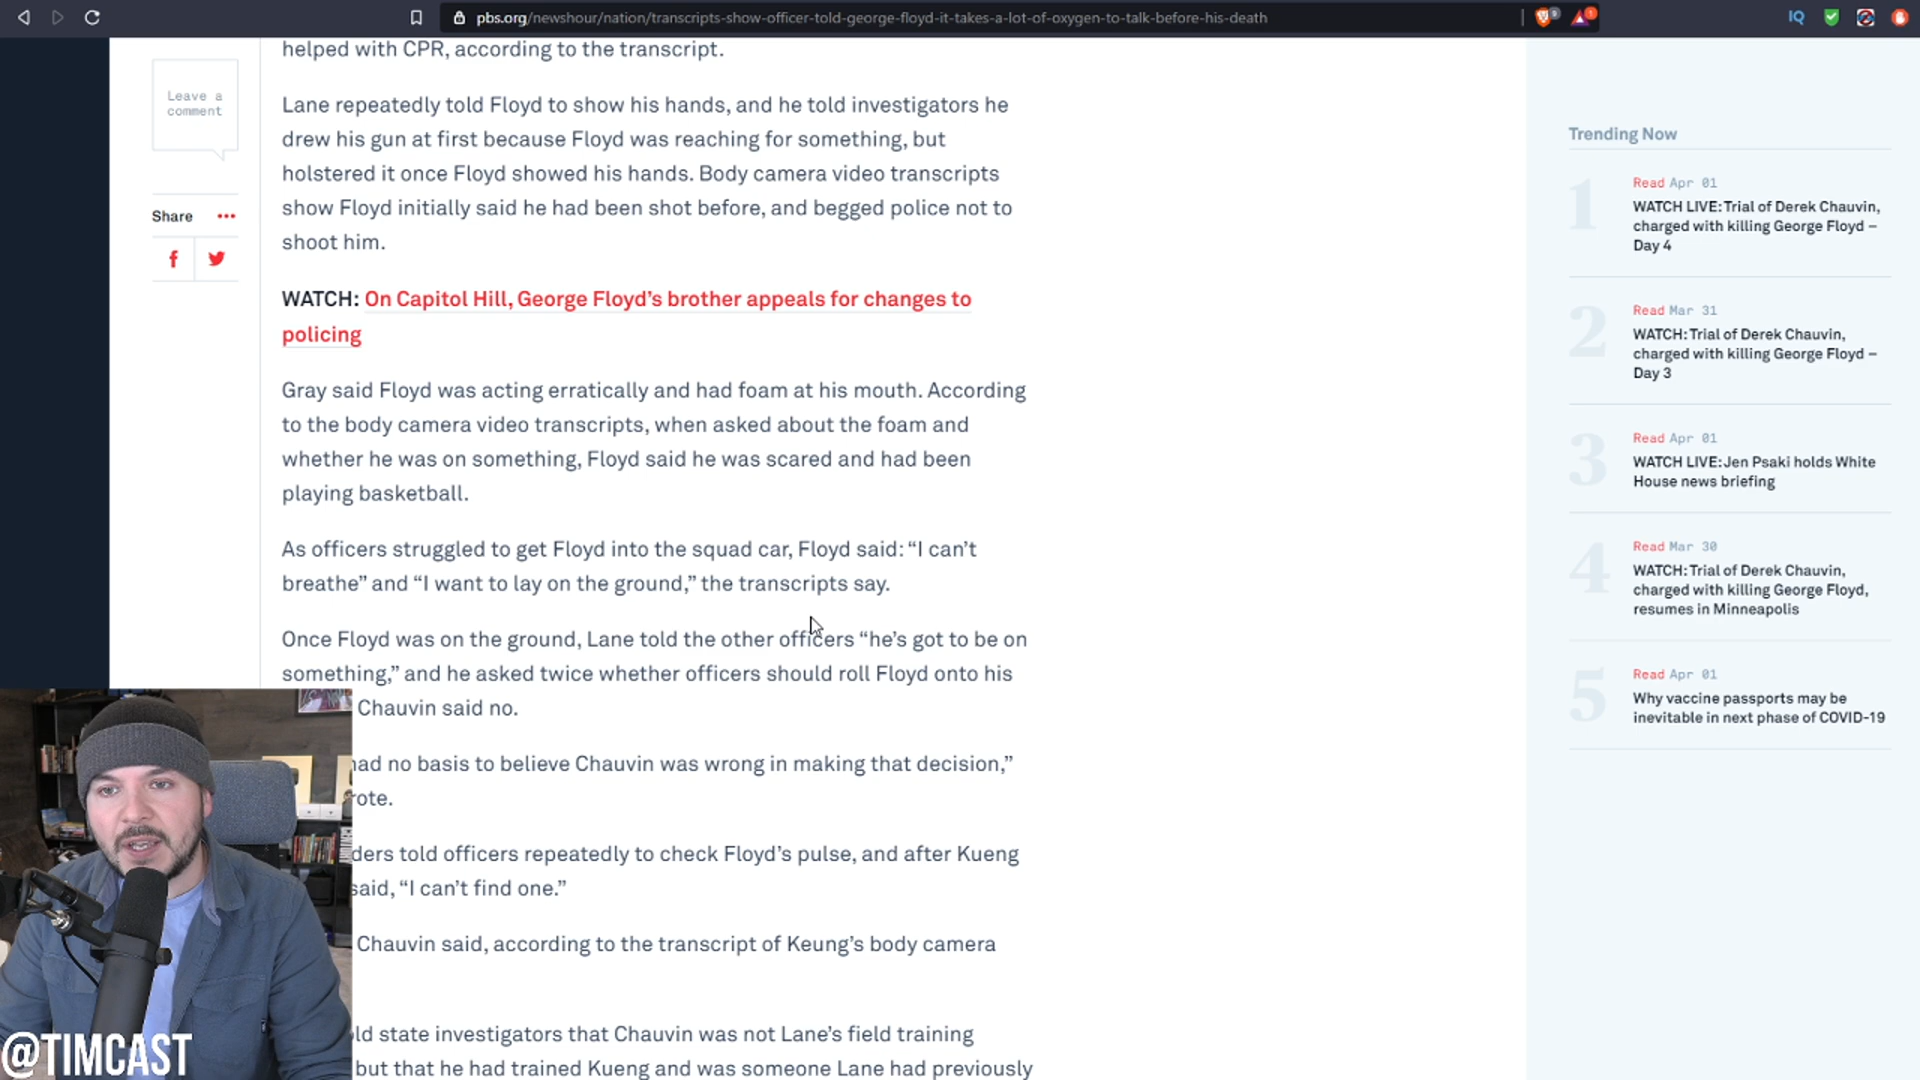 pbs.org/newshour/nation/transcripts-show-officer-told-george-floyd-it-takes-a-lot-of-oxygen-to-talk-before-his-death
IQ
helped with CPR, according to the transcript.
Leave a
comment
Share
Lane repeatedly told Floyd to show his hands, and he told investigators he
drew his gun at first because Floyd was reaching for something, but
holstered it once Floyd showed his hands. Body camera video transcripts
show Floyd initially said he had been shot before, and begged police not to
shoot him.
WATCH: On Capitol Hill, George Floyd’s brother appeals for changes to
policing
Gray said Floyd was acting erratically and had foam at his mouth. According
to the body camera video transcripts, when asked about the foam and
whether he was on something, Floyd said he was scared and had been
playing basketball.
As officers struggled to get Floyd into the squad car, Floyd said: “I can’t
breathe” and “I want to lay on the ground,” the transcripts say.
Once Floyd was on the ground, Lane told the other officers “he’s got to be on
something,” and he asked twice whether officers should roll Floyd onto his
Chauvin said no.
had no basis to believe Chauvin was wrong in making that decision,”
rote.
ders told officers repeatedly to check Floyd’s pulse, and after Kueng
said, “I can’t find one.”
Chauvin said, according to the transcript of Keung’s body camera
ld state investigators that Chauvin was not Lane’s field training
but that he had trained Kueng and was someone Lane had previously
@TIMCAST
Trending Now
1
Read Apr 01
WATCH LIVE: Trial of Derek Chauvin,
charged with killing George Floyd –
Day 4
2
Read Mar 31
WATCH: Trial of Derek Chauvin,
charged with killing George Floyd –
Day 3
3
Read Apr 01
WATCH LIVE: Jen Psaki holds White
House news briefing
4
Read Mar 30
WATCH: Trial of Derek Chauvin,
charged with killing George Floyd,
resumes in Minneapolis
5
Read Apr 01
Why vaccine passports may be
inevitable in next phase of COVID-19